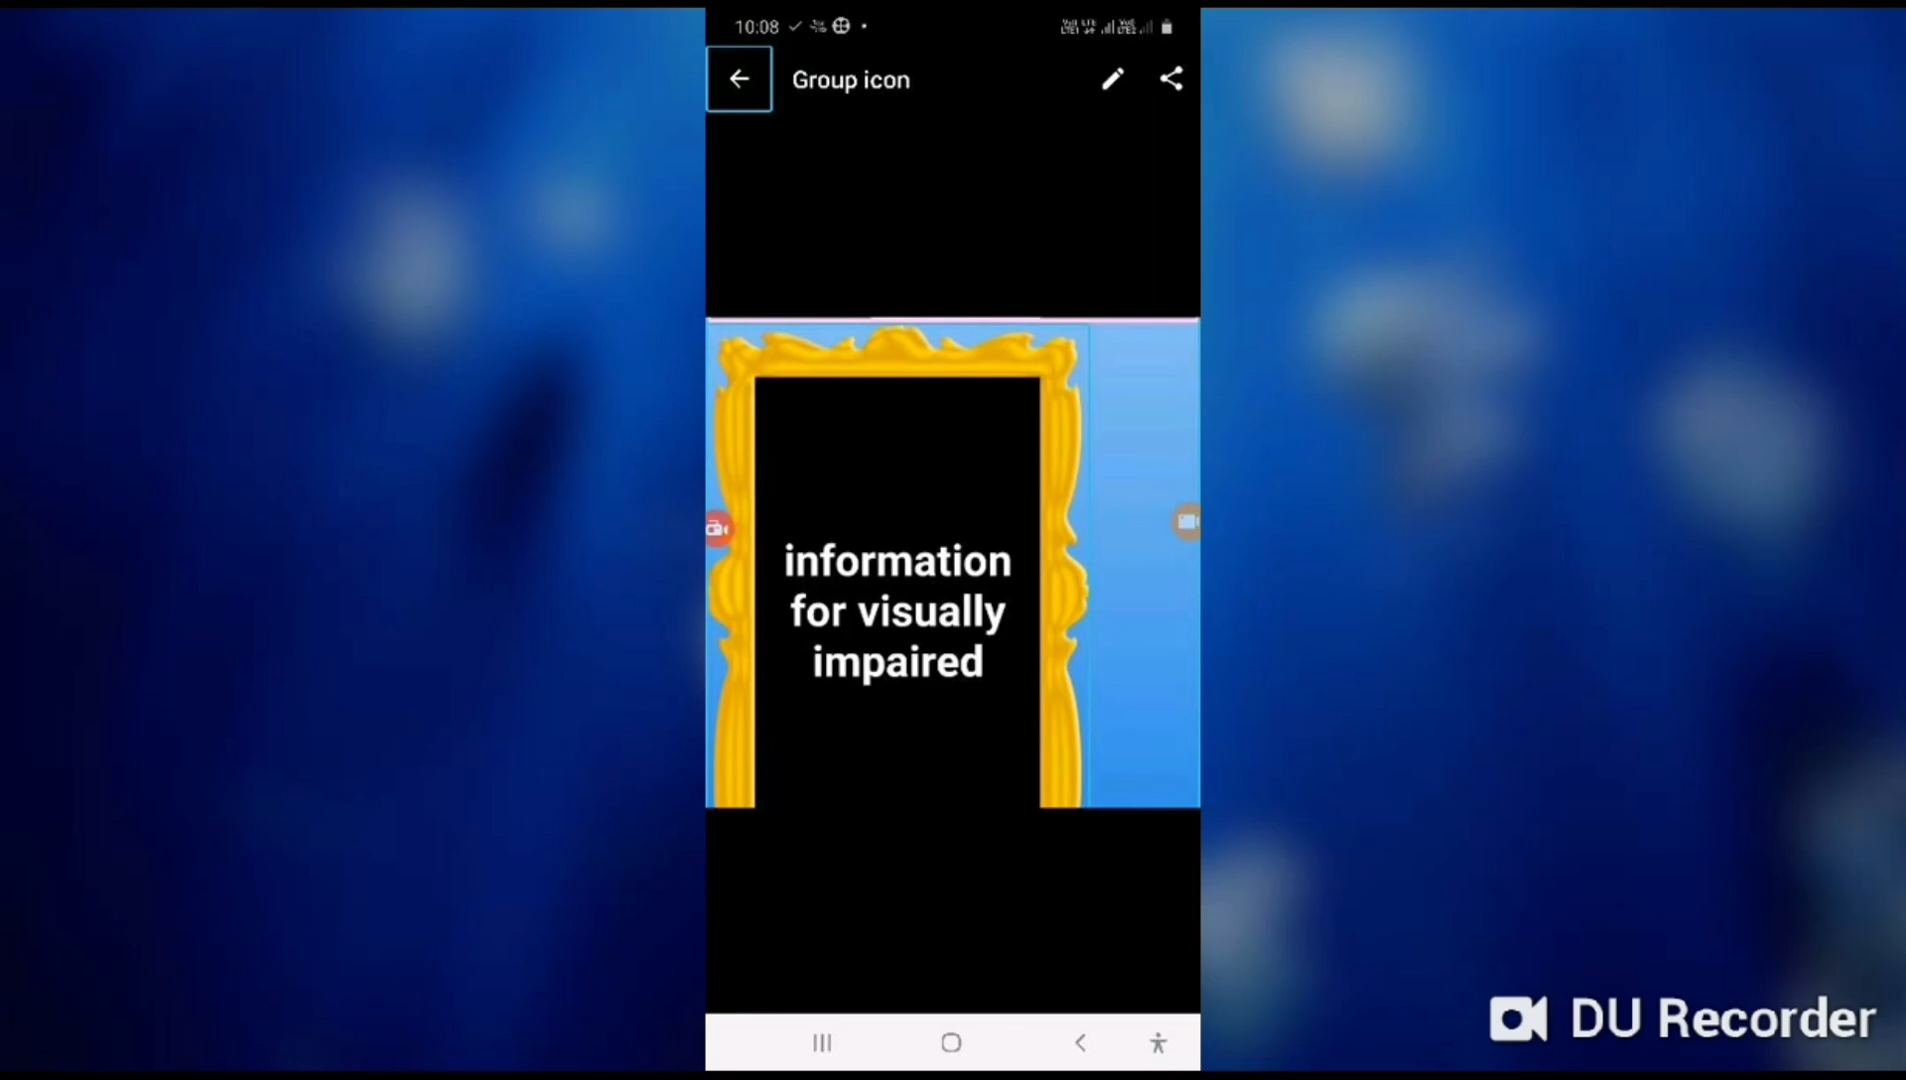 10:08
Group icon
information
for visually
impaired
DU Recorder